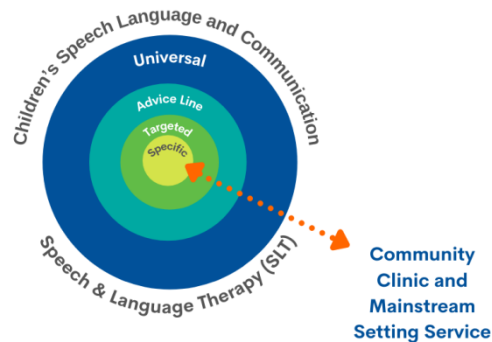 Children's Speech Language and Communication
Universal
Advice Line
Targeted
Specific
Speech & Language Therapy (SLT)
Community
Clinic and
Mainstream
Setting Service